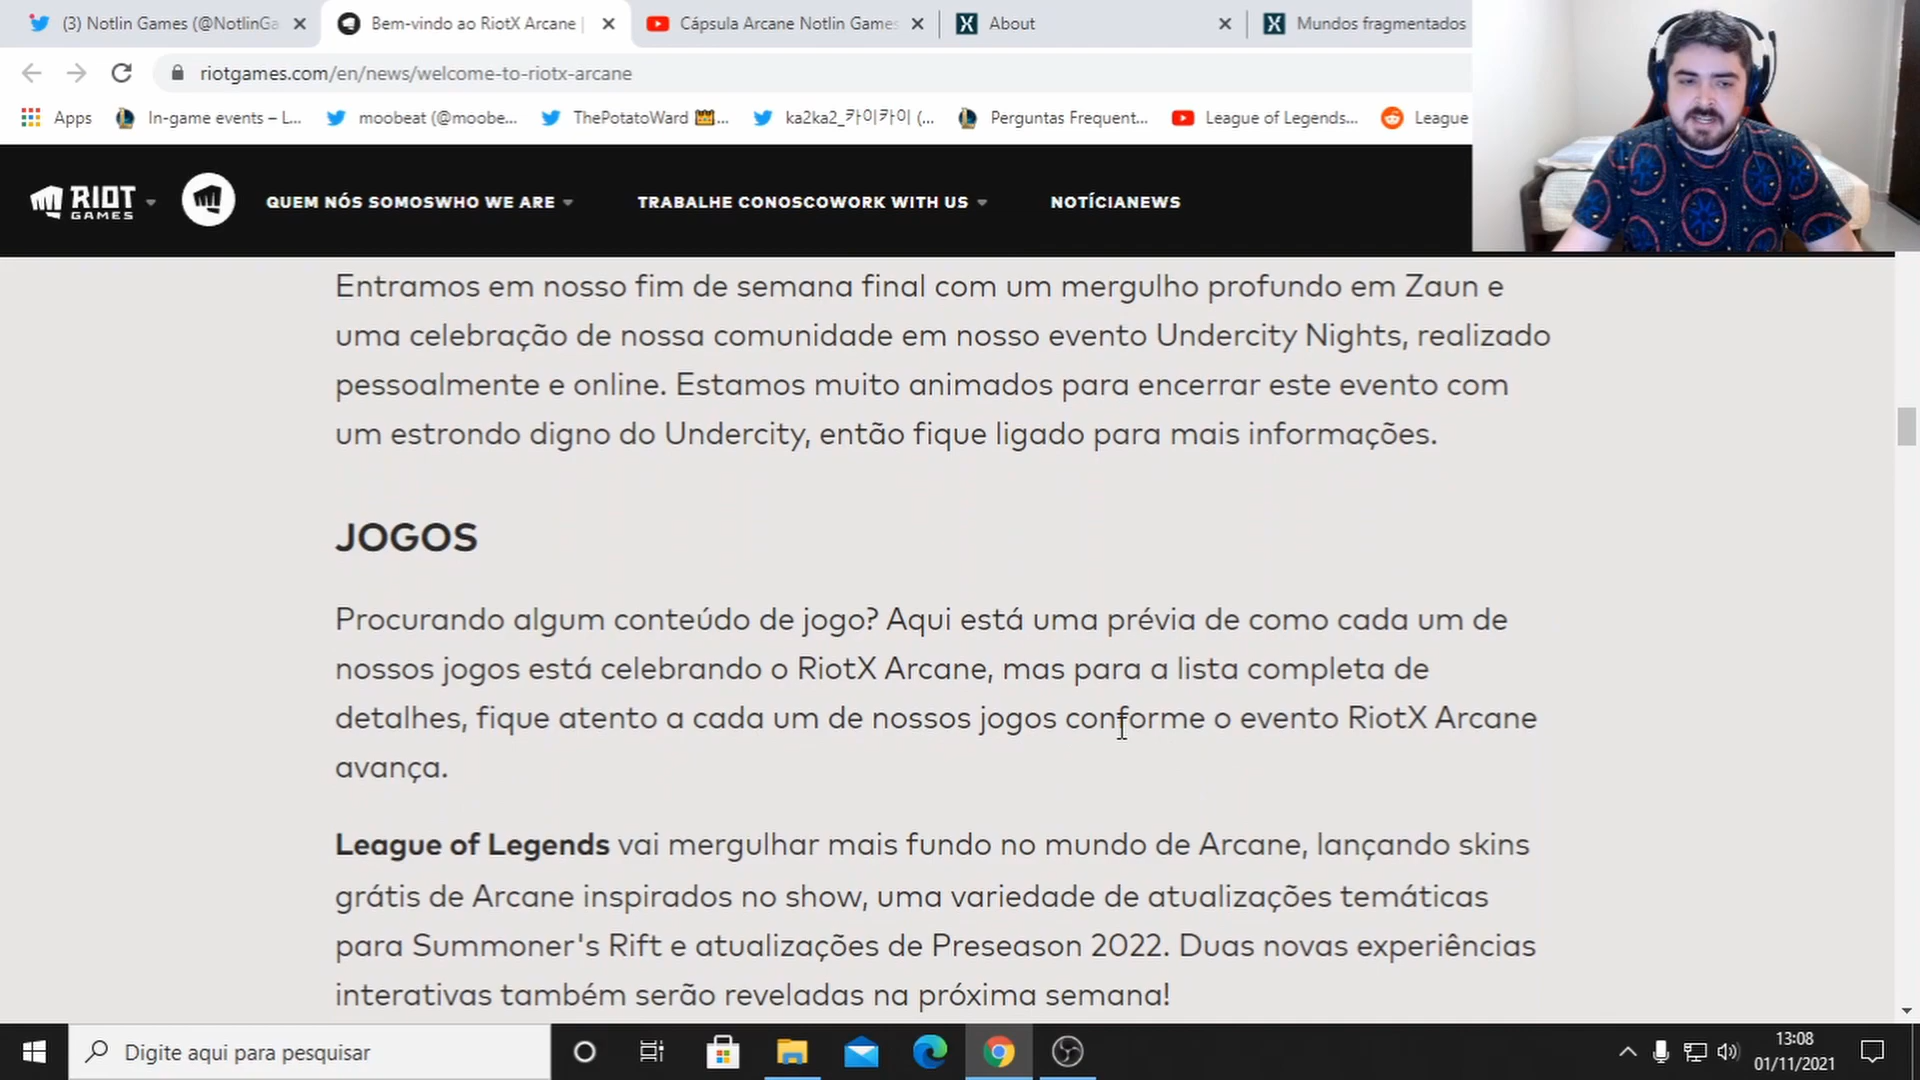 (3) Notlin Games (@NotlinGa
Bem-vindo ao RiotX Arcane |
Cápsula Arcane Notlin Games
About
Mundos fragmentados
riotgames.com/en/news/welcome-to-riotx-arcane
Apps
In-game events – L...
moobeat (@moobe...
ThePotatoWard 👑...
ka2ka2_카이카이 (...
Perguntas Frequent...
League of Legends...
League
RIOT
GAMES
QUEM NÓS SOMOSWHO WE ARE
TRABALHE CONOSCOWORK WITH US
NOTÍCIANEWS
Entramos em nosso fim de semana final com um mergulho profundo em Zaun e
uma celebração de nossa comunidade em nosso evento Undercity Nights, realizado
pessoalmente e online. Estamos muito animados para encerrar este evento com
um estrondo digno do Undercity, então fique ligado para mais informações.
JOGOS
Procurando algum conteúdo de jogo? Aqui está uma prévia de como cada um de
nossos jogos está celebrando o RiotX Arcane, mas para a lista completa de
detalhes, fique atento a cada um de nossos jogos conforme o evento RiotX Arcane
avança.
League of Legends vai mergulhar mais fundo no mundo de Arcane, lançando skins
grátis de Arcane inspirados no show, uma variedade de atualizações temáticas
para Summoner's Rift e atualizações de Preseason 2022. Duas novas experiências
interativas também serão reveladas na próxima semana!
Digite aqui para pesquisar
13:08
01/11/2021